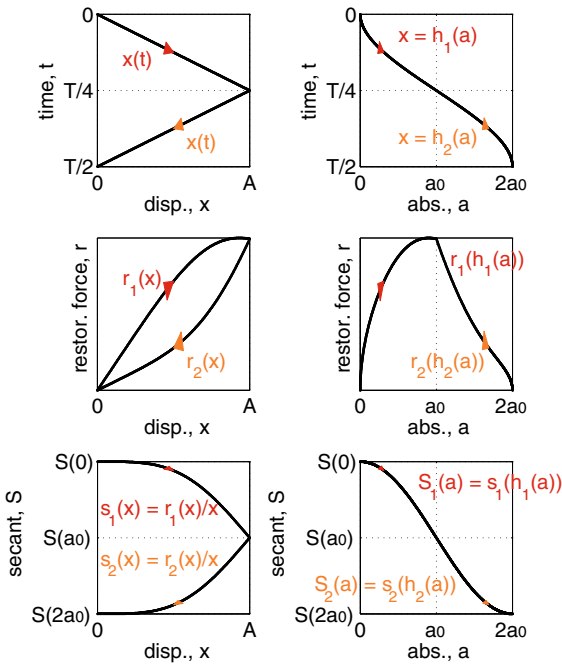 0
time, t
T/4
T/2
x(t)
x(t)
0
A
disp., x
0
time, t
T/4
T/2
x = h₁(a)
x = h₂(a)
0
a₀
2a₀
abs., a
restor. force, r
r₁(x)
r₂(x)
0
A
disp., x
restor. force, r
r₁(h₁(a))
r₂(h₂(a))
0
a₀
2a₀
abs., a
S(0)
secant, S
S(a₀)
S(2a₀)
s₁(x) = r₁(x)/x
s₂(x) = r₂(x)/x
0
A
disp., x
S(0)
secant, S
S(a₀)
S(2a₀)
S₁(a) = s₁(h₁(a))
S₂(a) = s₂(h₂(a))
0
a₀
2a₀
abs., a